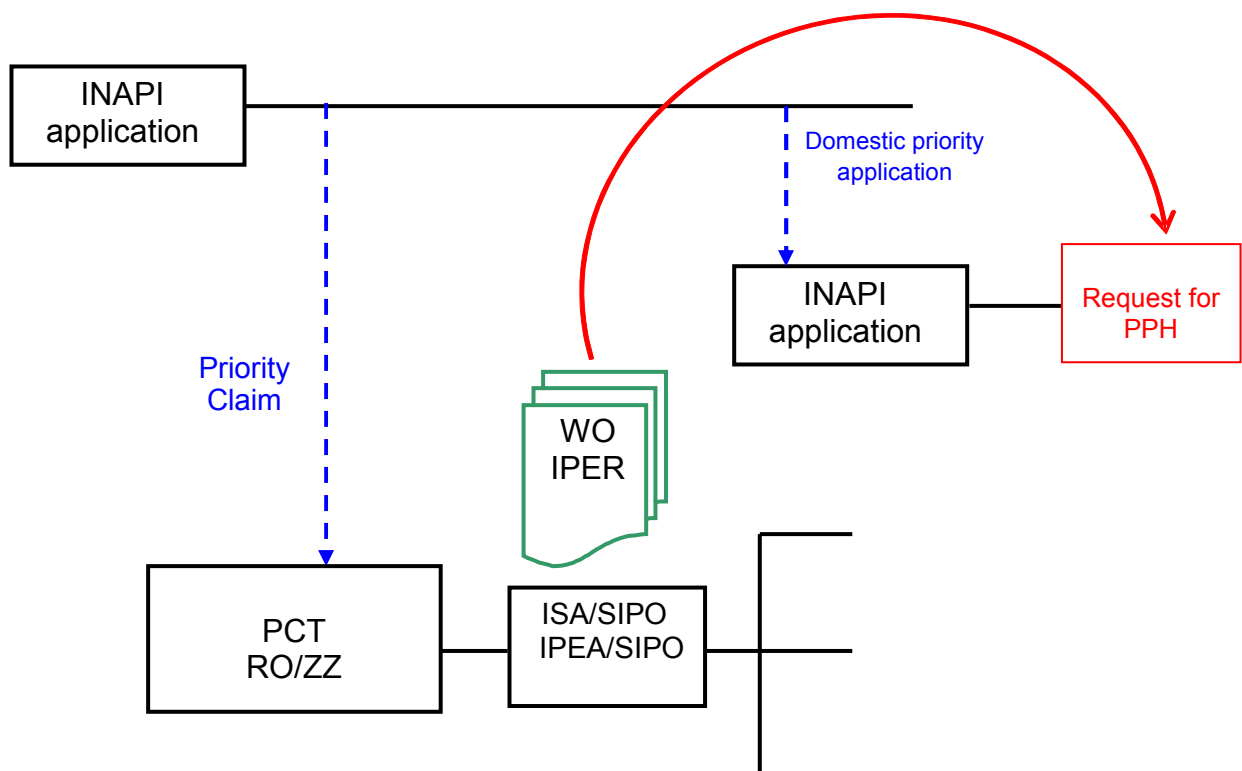 INAPI
application
Domestic priority
application
INAPI
application
Request for
PPH
Priority
Claim
WO
IPER
PCT
RO/ZZ
ISA/SIPO
IPEA/SIPO